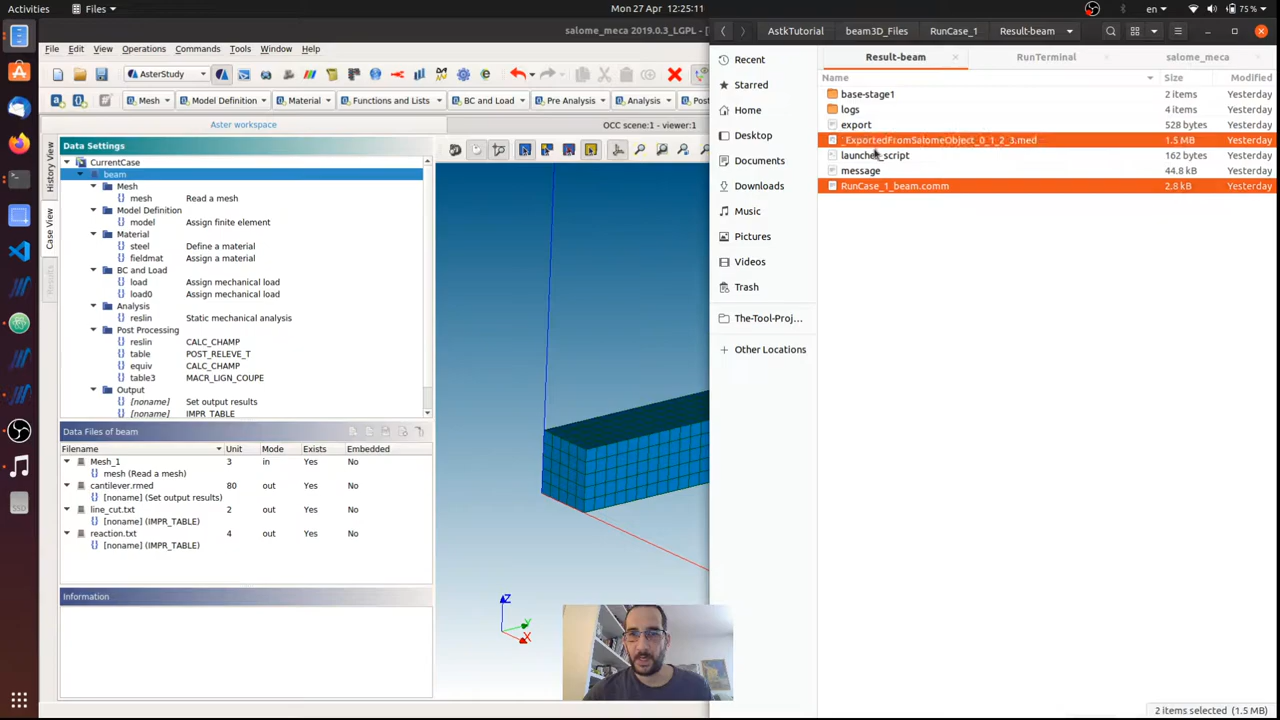 Activities
Files
Mon 27 Apr 12:25:11
en
75 %
salome_meca 2019.0.3_LGPL - [
File Edit View Operations Tools Window Help
AsterStudy
Mesh Model Definition Material Functions and Lists BC and Load Pre Analysis Analysis Post
Aster workspace
OCC scene:1 - viewer:1
History View
Case View
Results
Data Settings
CurrentCase
beam
Mesh
mesh Read a mesh
Model Definition
model Assign finite element
Material
steel Define a material
fieldmat Assign a material
BC and Load
load Assign mechanical load
load0 Assign mechanical load
Analysis
reslin Static mechanical analysis
Post Processing
reslin CALC_CHAMP
table POST_RELEVE_T
equiv CALC_CHAMP
table3 MACR_LIGN_COUPE
Output
[noname] Set output results
[noname] IMPR_TABLE
Data Files of beam
Filename Unit Mode Exists Embedded
Mesh_1 3 in Yes No
mesh (Read a mesh)
cantilever.rmed 80 out Yes No
[noname] (Set output results)
line_cut.txt 2 out Yes No
[noname] (IMPR_TABLE)
reaction.txt 4 out Yes No
[noname] (IMPR_TABLE)
Information
Z
Y
X
SSD
AstkTutorial beam3D_Files RunCase_1 Result-beam
Result-beam RunTerminal salome_meca
Recent
Starred
Home
Desktop
Documents
Downloads
Music
Pictures
Videos
Trash
The-Tool-Proj...
Other Locations
Name Size Modified
base-stage1 2 items Yesterday
logs 4 items Yesterday
export 528 bytes Yesterday
_ExportedFromSalomeObject_0_1_2_3.med 1.5 MB Yesterday
launcher_script 162 bytes Yesterday
message 44.8 kB Yesterday
RunCase_1_beam.comm 2.8 kB Yesterday
2 items selected (1.5 MB)